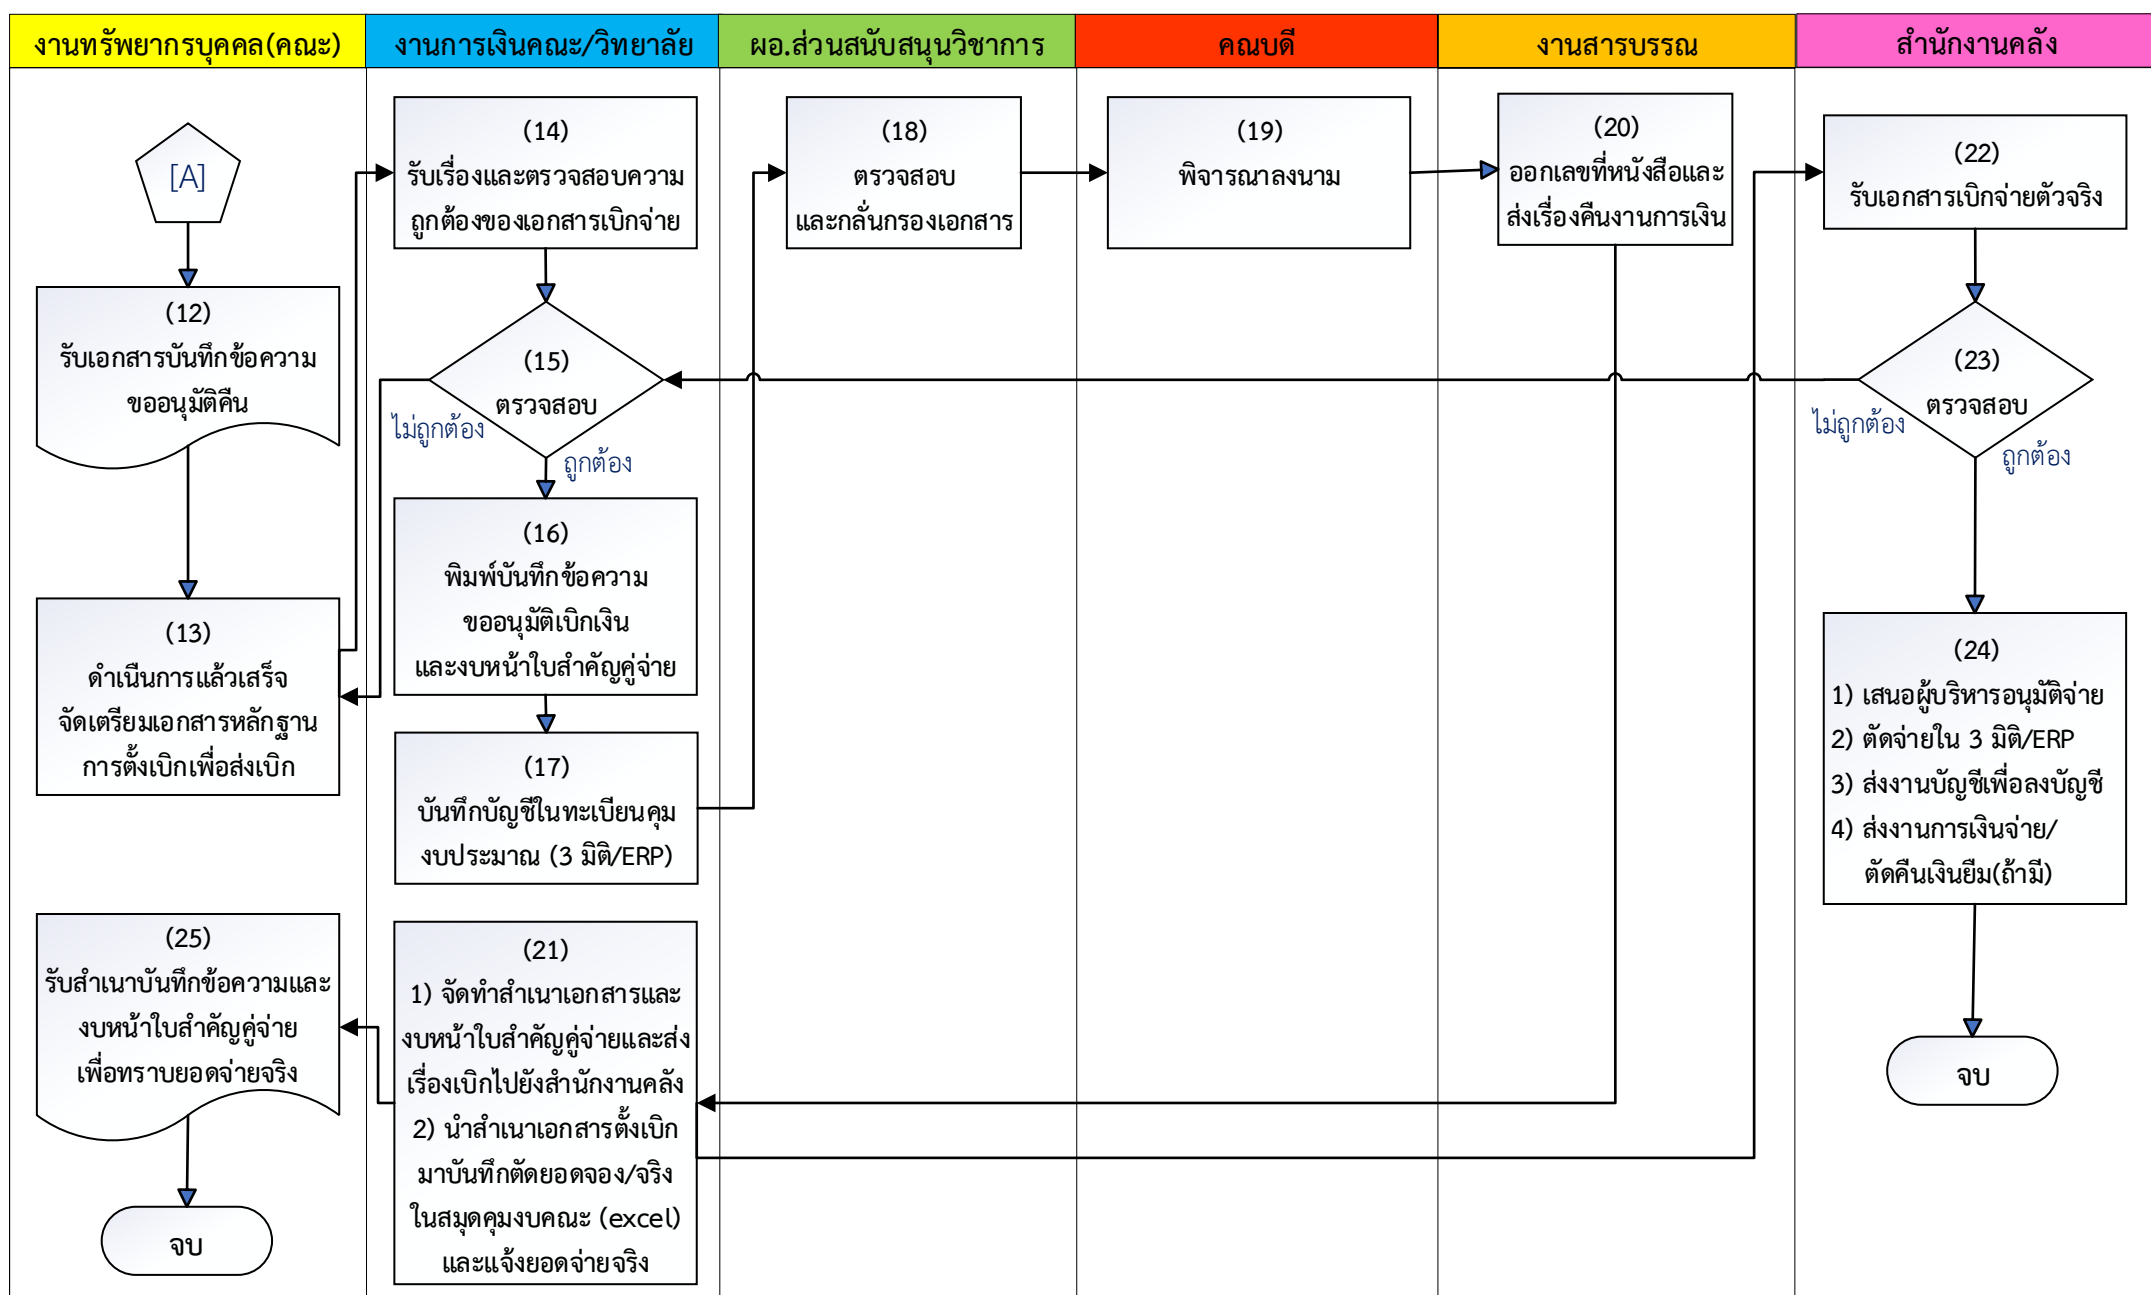 งานทรัพยากรบุคคล(คณะ)
งานการเงินคณะ/วิทยาลัย
ผอ.ส่วนสนับสนุนวิชาการ
คณบดี
งานสารบรรณ
สำนักงานคลัง
[A]
(12)
รับเอกสารบันทึกข้อความ
ขออนุมัติคืน
(13)
ดำเนินการแล้วเสร็จ
จัดเตรียมเอกสารหลักฐาน
การตั้งเบิกเพื่อส่งเบิก
(14)
รับเรื่องและตรวจสอบความ
ถูกต้องของเอกสารเบิกจ่าย
(15)
ตรวจสอบ
ไม่ถูกต้อง
ถูกต้อง
(16)
พิมพ์บันทึกข้อความ
ขออนุมัติเบิกเงิน
และงบหน้าใบสำคัญคู่จ่าย
(17)
บันทึกบัญชีในทะเบียนคุม
งบประมาณ (3 มิติ/ERP)
(18)
ตรวจสอบ
และกลั่นกรองเอกสาร
(19)
พิจารณาลงนาม
(20)
ออกเลขที่หนังสือและ
ส่งเรื่องคืนงานการเงิน
(21)
1) จัดทำสำเนาเอกสารและ
งบหน้าใบสำคัญคู่จ่ายและส่ง
เรื่องเบิกไปยังสำนักงานคลัง
2) นำสำเนาเอกสารตั้งเบิก
มาบันทึกตัดยอดจอง/จริง
ในสมุดคุมงบคณะ (excel)
และแจ้งยอดจ่ายจริง
(22)
รับเอกสารเบิกจ่ายตัวจริง
(23)
ตรวจสอบ
ไม่ถูกต้อง
ถูกต้อง
(24)
1) เสนอผู้บริหารอนุมัติจ่าย
2) ตัดจ่ายใน 3 มิติ/ERP
3) ส่งงานบัญชีเพื่อลงบัญชี
4) ส่งงานการเงินจ่าย/
ตัดคืนเงินยืม(ถ้ามี)
จบ
(25)
รับสำเนาบันทึกข้อความและ
งบหน้าใบสำคัญคู่จ่าย
เพื่อทราบยอดจ่ายจริง
จบ